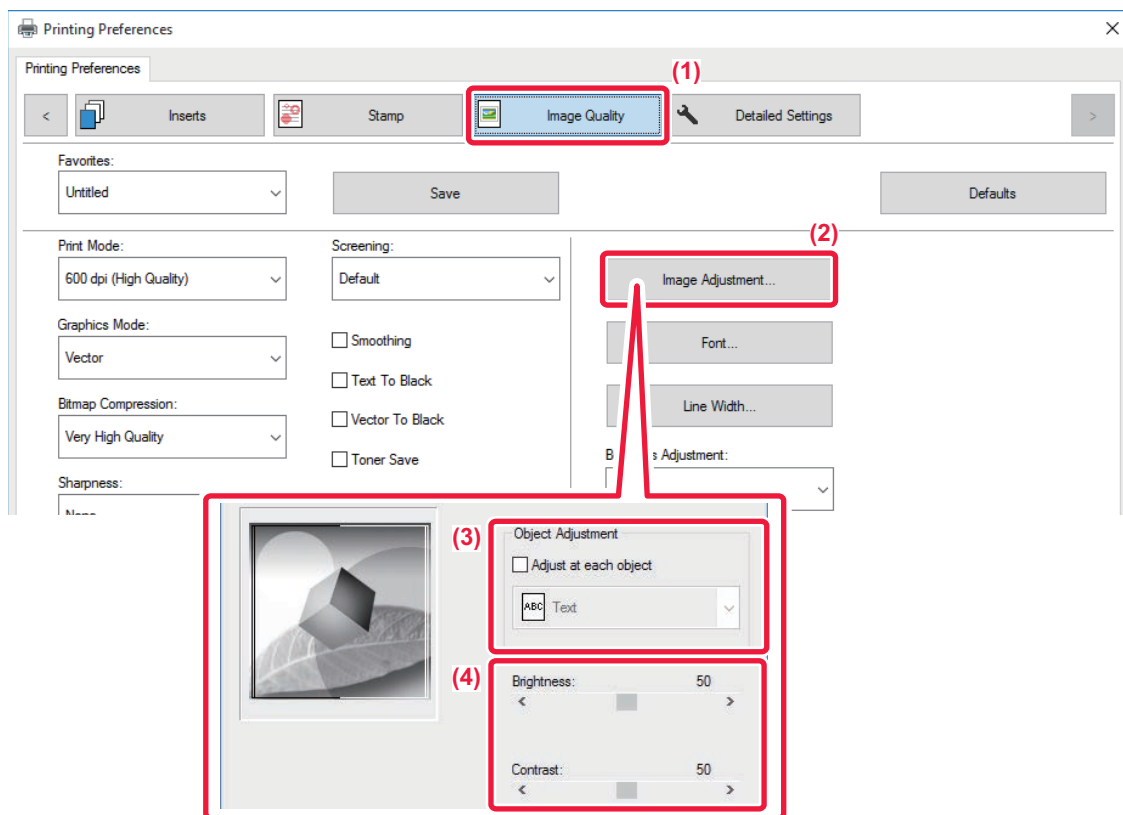 Printing Preferences
Printing Preferences
(1)
<
Inserts
Stamp
Image Quality
Detailed Settings
>
Favorites:
Untitled
Save
Defaults
(2)
Print Mode:
600 dpi (High Quality)
Screening:
Default
Image Adjustment...
Graphics Mode:
Vector
Smoothing
Font...
Text To Black
Bitmap Compression:
Very High Quality
Vector To Black
Line Width...
Toner Save
Adjustment:
Sharpness:
None
(3)
Object Adjustment
Adjust at each object
ABC Text
(4)
Brightness: 50
< >
Contrast: 50
< >